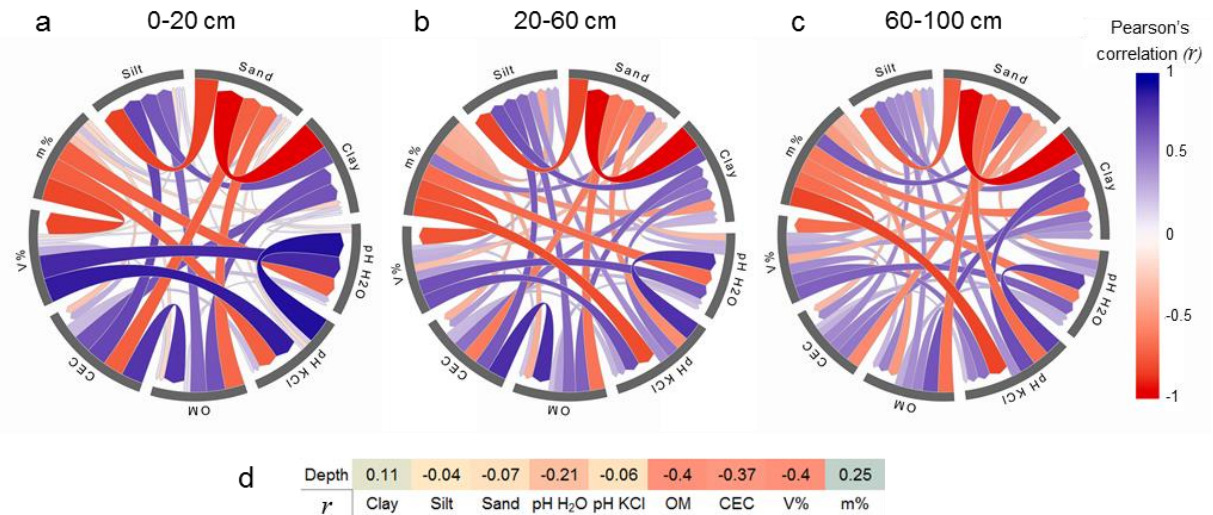 a 0-20 cm
b 20-60 cm
c 60-100 cm
Pearson's
correlation (r)
Silt
Sand
Clay
pH H2O
pH KCl
OM
CEC
V%
m%
Silt
Sand
Clay
pH H2O
pH KCl
OM
CEC
V%
m%
Silt
Sand
Clay
pH H2O
pH KCl
OM
CEC
V%
m%
1
0.5
0
-0.5
-1
d
Depth 0.11 -0.04 -0.07 -0.21 -0.06 -0.4 -0.37 -0.4 0.25
r Clay Silt Sand pH H₂O pH KCl OM CEC V% m%